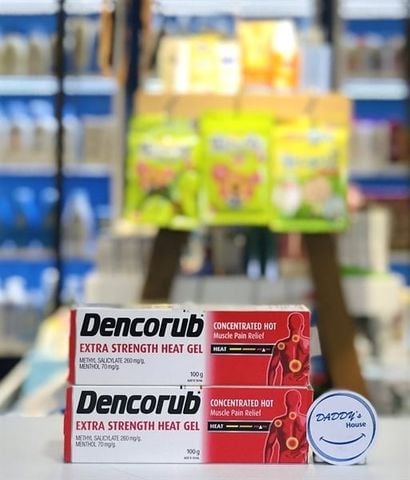 Dencorub
EXTRA STRENGTH HEAT GEL
METHYL SALICYLATE 260 mg/g,
MENTHOL 70 mg/g.
100 g
CONCENTRATED HOT
Muscle Pain Relief
HEAT
Dencorub
EXTRA STRENGTH HEAT GEL
METHYL SALICYLATE 260 mg/g,
MENTHOL 70 mg/g.
100 g
CONCENTRATED HOT
Muscle Pain Relief
HEAT
DADDY's
House